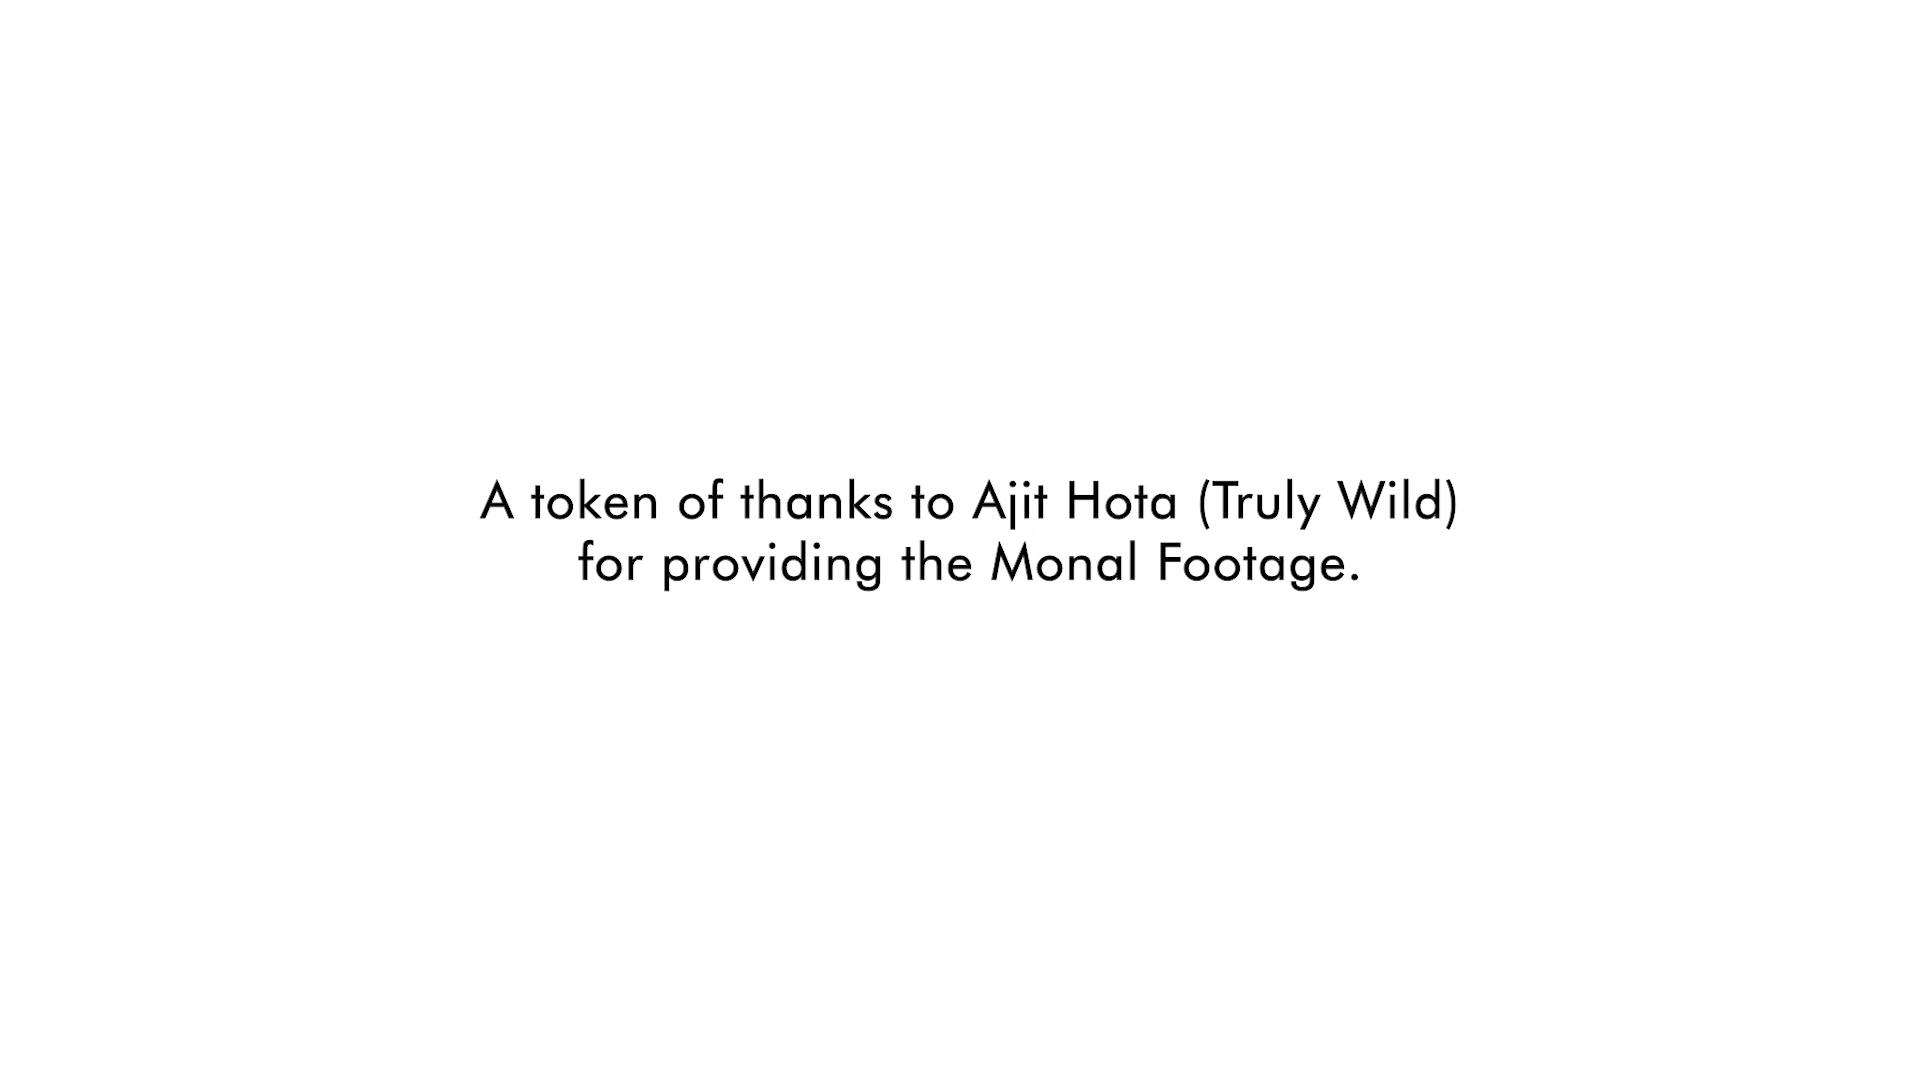 A token of thanks to Ajit Hota (Truly Wild)
for providing the Monal Footage.